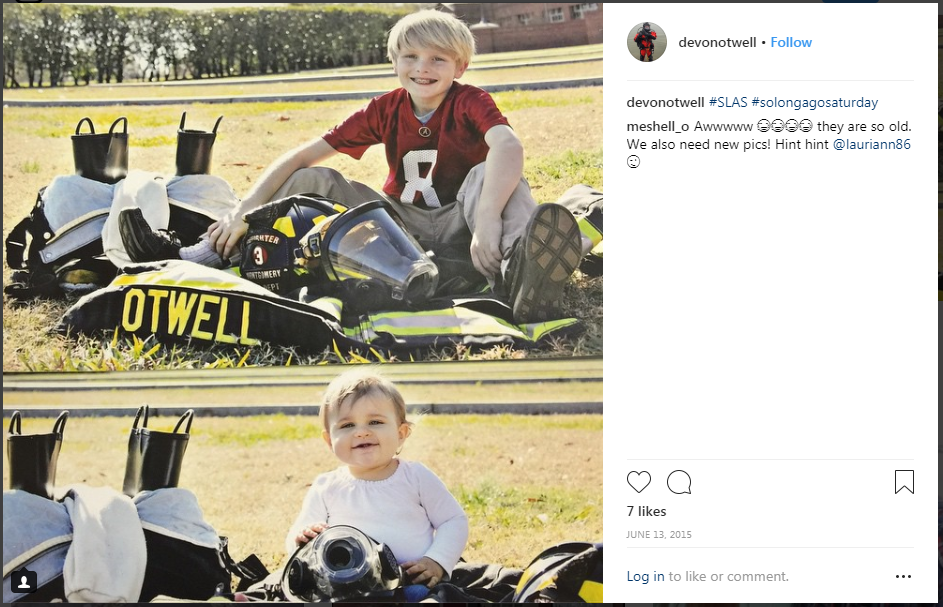 devonotwell • Follow
devonotwell #SLAS #solongagosaturday
meshell_o Awwwww they are so old.
We also need new pics! Hint hint @lauriann86
A
8
3
MONTGOMERY
OTWELL
7 likes
JUNE 13, 2015
Log in to like or comment.